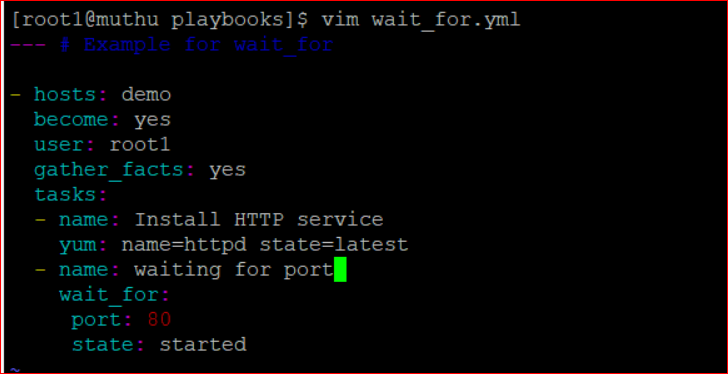 [root1@muthu playbooks]$ vim wait_for.yml
--- # Example for wait_for
- hosts: demo
  become: yes
  user: root1
  gather_facts: yes
  tasks:
  - name: Install HTTP service
    yum: name=httpd state=latest
  - name: waiting for port
    wait_for:
     port: 80
     state: started
~